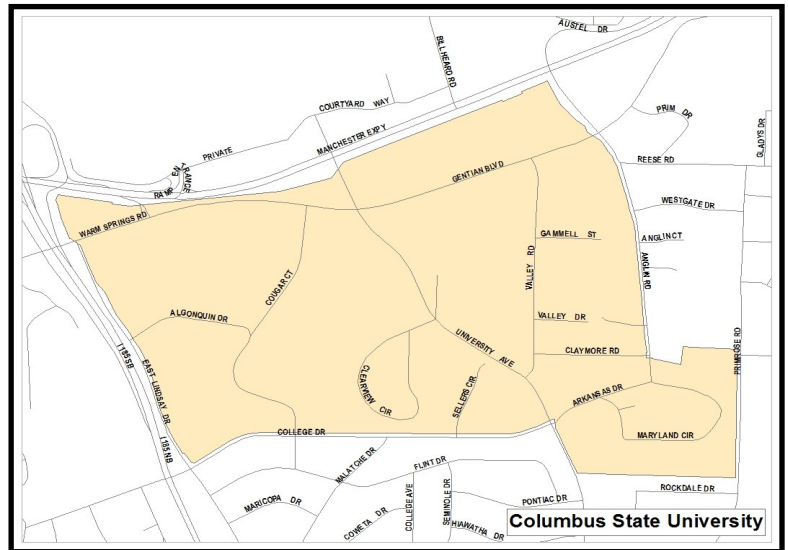 AUSTEL DR
BILL HEARD RD
COURTYARD WAY
MANCHESTER EXPY
PRIVATE
PRIM DR
GLADYS DR
REESE RD
GENTIAN BLVD
RAMP ENTRANCE
WESTGATE DR
WARM SPRINGS RD
GAMMELL ST
ANGLIN CT
ANGLIN RD
VALLEY RD
COUGAR CT
ALGONQUIN DR
VALLEY DR
UNIVERSITY AVE
PRIMROSE RD
I 185 SB
EAST LINDSAY DR
CLAYMORE RD
CLEARVIEW CIR
SELLERS CIR
ARKANSAS DR
I 185 NB
COLLEGE DR
MARYLAND CIR
MALATCHE DR
FLINT DR
MARICOPA DR
COLLEGE AVE
SEMINOLE DR
PONTIAC DR
ROCKDALE DR
COWETA DR
SHIAWATHA DR
Columbus State University